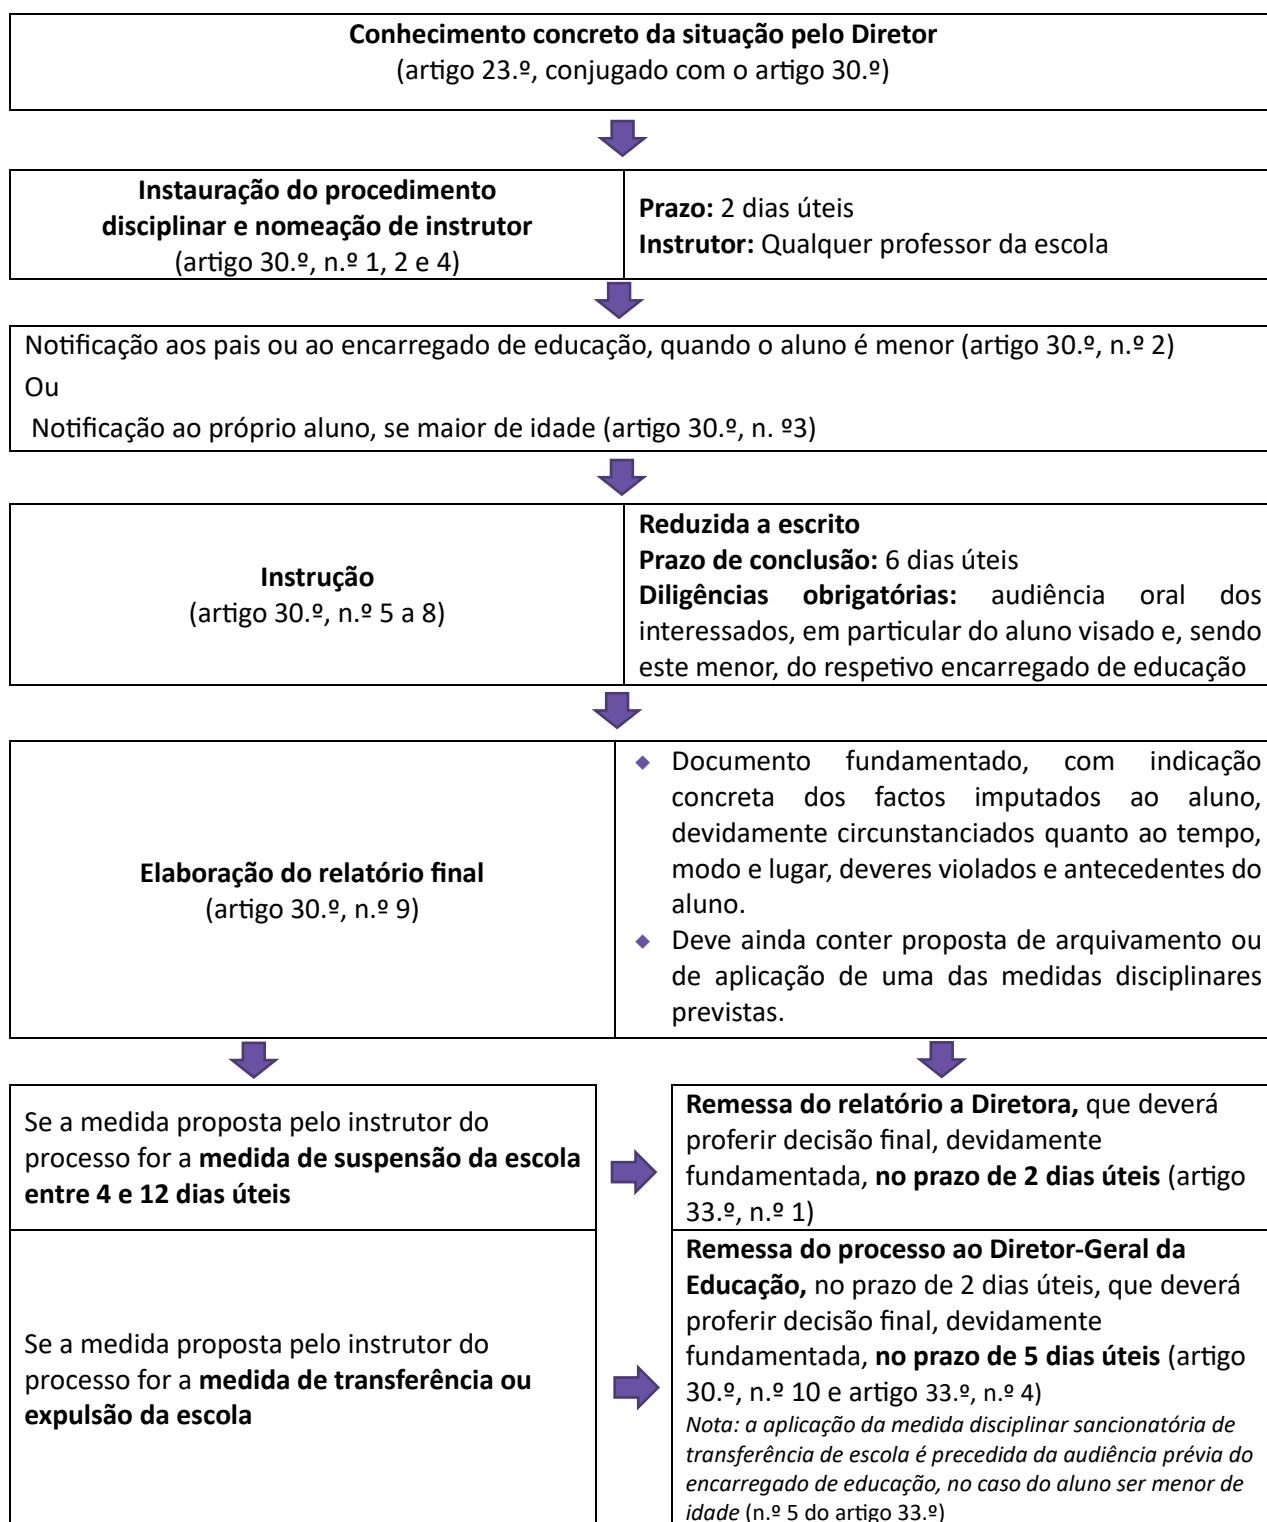 Conhecimento concreto da situação pelo Diretor
(artigo 23.º, conjugado com o artigo 30.º)
Instauração do procedimento
disciplinar e nomeação de instrutor
(artigo 30.º, n.º 1, 2 e 4)
Prazo: 2 dias úteis
Instrutor: Qualquer professor da escola
Notificação aos pais ou ao encarregado de educação, quando o aluno é menor (artigo 30.º, n.º 2)
Ou
Notificação ao próprio aluno, se maior de idade (artigo 30.º, n. º3)
Instrução
(artigo 30.º, n.º 5 a 8)
Reduzida a escrito
Prazo de conclusão: 6 dias úteis
Diligências obrigatórias: audiência oral dos
interessados, em particular do aluno visado e, sendo
este menor, do respetivo encarregado de educação
Elaboração do relatório final
(artigo 30.º, n.º 9)
Documento fundamentado, com indicação
concreta dos factos imputados ao aluno,
devidamente circunstanciados quanto ao tempo,
modo e lugar, deveres violados e antecedentes do
aluno.
Deve ainda conter proposta de arquivamento ou
de aplicação de uma das medidas disciplinares
previstas.
Se a medida proposta pelo instrutor do
processo for a medida de suspensão da escola
entre 4 e 12 dias úteis
Remessa do relatório a Diretora, que deverá
proferir decisão final, devidamente
fundamentada, no prazo de 2 dias úteis (artigo
33.º, n.º 1)
Se a medida proposta pelo instrutor do
processo for a medida de transferência ou
expulsão da escola
Remessa do processo ao Diretor-Geral da
Educação, no prazo de 2 dias úteis, que deverá
proferir decisão final, devidamente
fundamentada, no prazo de 5 dias úteis (artigo
30.º, n.º 10 e artigo 33.º, n.º 4)
Nota: a aplicação da medida disciplinar sancionatória de
transferência de escola é precedida da audiência prévia do
encarregado de educação, no caso do aluno ser menor de
idade (n.º 5 do artigo 33.º)